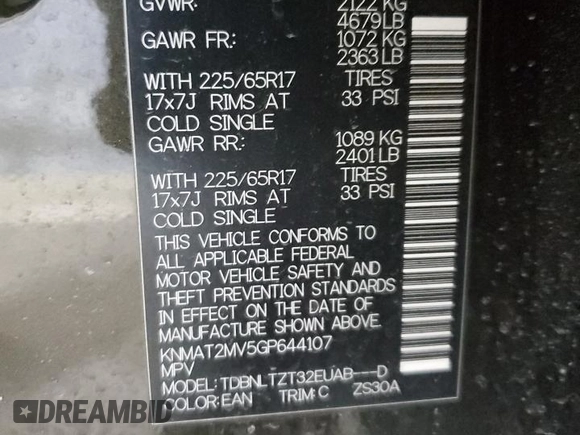 GVWR: 2122 KG
4679 LB
GAWR FR.: 1072 KG
2363 LB
WITH 225/65R17 TIRES
17x7J RIMS AT 33 PSI
COLD SINGLE
GAWR RR.: 1089 KG
2401 LB
WITH 225/65R17 TIRES
17x7J RIMS AT 33 PSI
COLD SINGLE
THIS VEHICLE CONFORMS TO
ALL APPLICABLE FEDERAL
MOTOR VEHICLE SAFETY AND
THEFT PREVENTION STANDARDS
IN EFFECT ON THE DATE OF
MANUFACTURE SHOWN ABOVE.
KNMAT2MV5GP644107
MPV
MODEL: TDBNLTZT32EUAB---D
COLOR: EAN TRIM: C ZS30A
DREAMBID